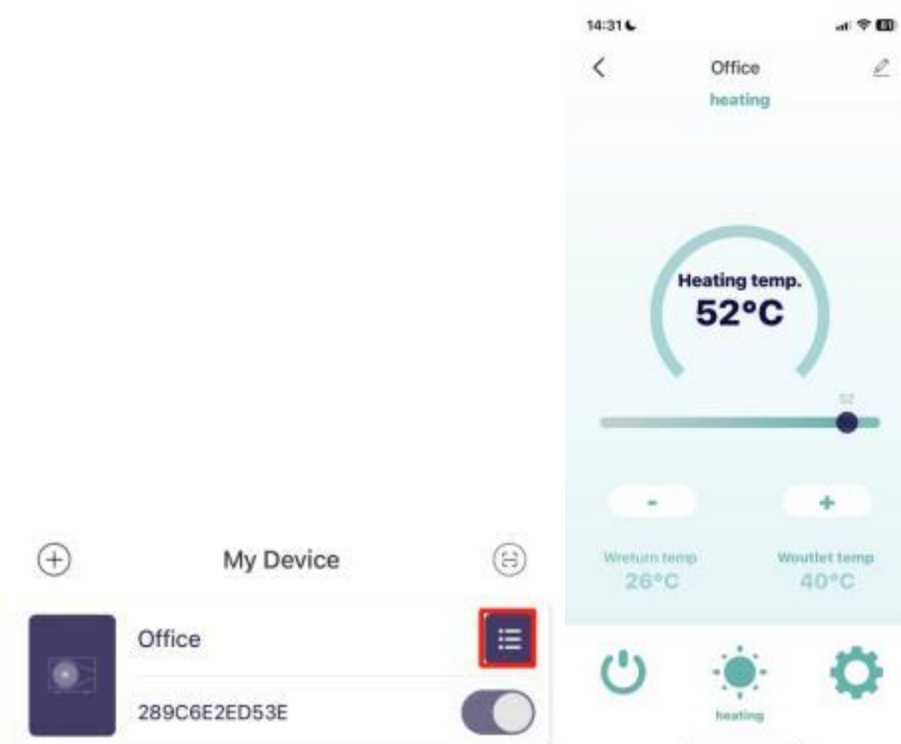 My Device
Office
289C6E2ED53E
14:31
Office
heating
Heating temp.
52°C
52
-
+
Wreturn temp
Woutlet temp
26°C
40°C
heating